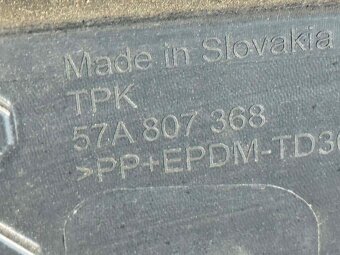 Made in Slovakia
TPK
57A 807 368
>PP+EPDM-TD30